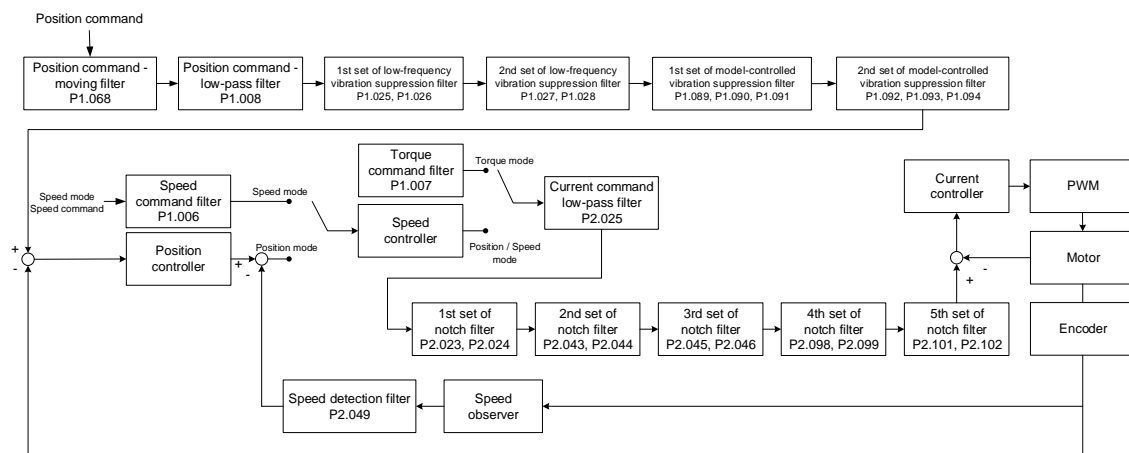 Position command
Position command -
moving filter
P1.068
Position command -
low-pass filter
P1.008
1st set of low-frequency
vibration suppression filter
P1.025, P1.026
2nd set of low-frequency
vibration suppression filter
P1.027, P1.028
1st set of model-controlled
vibration suppression filter
P1.089, P1.090, P1.091
2nd set of model-controlled
vibration suppression filter
P1.092, P1.093, P1.094
Torque
command filter
P1.007
Torque mode
Speed mode
Speed command
Speed
command filter
P1.006
Speed mode
Current command
low-pass filter
P2.025
Current
controller
PWM
Speed
controller
Position / Speed
mode
+
-
Position
controller
+
-
Position mode
Motor
-
+
1st set of
notch filter
P2.023, P2.024
2nd set of
notch filter
P2.043, P2.044
3rd set of
notch filter
P2.045, P2.046
4th set of
notch filter
P2.098, P2.099
5th set of
notch filter
P2.101, P2.102
Encoder
Speed detection filter
P2.049
Speed
observer